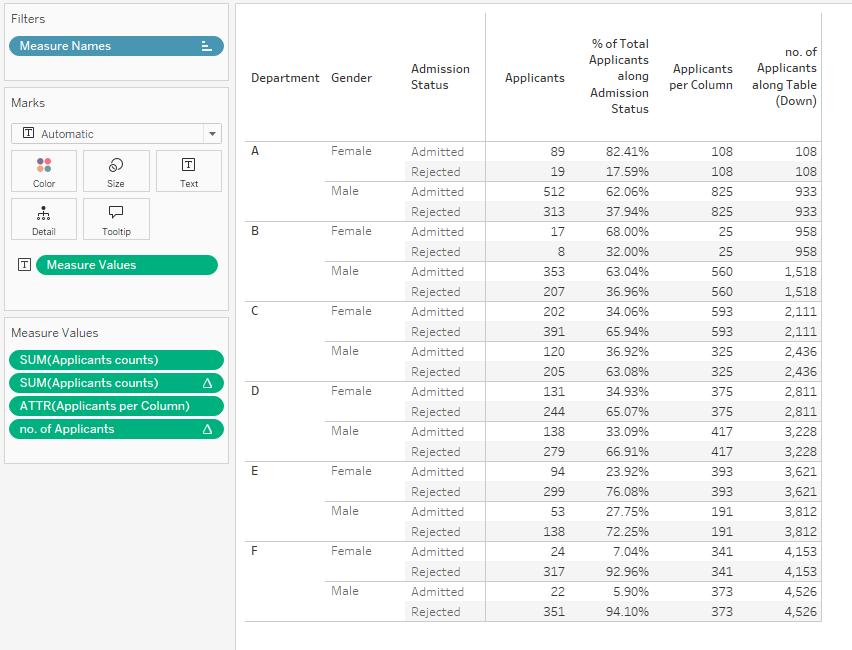 Filters
Measure Names
Marks
Automatic
Color
Size
Text
Detail
Tooltip
Measure Values
Measure Values
SUM(Applicants counts)
SUM(Applicants counts)
ATTR(Applicants per Column)
no. of Applicants
Department
Gender
Admission
Status
Applicants
% of Total
Applicants
along
Admission
Status
Applicants
per Column
no. of
Applicants
along Table
(Down)
A Female Admitted 89 82.41% 108 108
Rejected 19 17.59% 108 108
Male Admitted 512 62.06% 825 933
Rejected 313 37.94% 825 933
B Female Admitted 17 68.00% 25 958
Rejected 8 32.00% 25 958
Male Admitted 353 63.04% 560 1,518
Rejected 207 36.96% 560 1,518
C Female Admitted 202 34.06% 593 2,111
Rejected 391 65.94% 593 2,111
Male Admitted 120 36.92% 325 2,436
Rejected 205 63.08% 325 2,436
D Female Admitted 131 34.93% 375 2,811
Rejected 244 65.07% 375 2,811
Male Admitted 138 33.09% 417 3,228
Rejected 279 66.91% 417 3,228
E Female Admitted 94 23.92% 393 3,621
Rejected 299 76.08% 393 3,621
Male Admitted 53 27.75% 191 3,812
Rejected 138 72.25% 191 3,812
F Female Admitted 24 7.04% 341 4,153
Rejected 317 92.96% 341 4,153
Male Admitted 22 5.90% 373 4,526
Rejected 351 94.10% 373 4,526